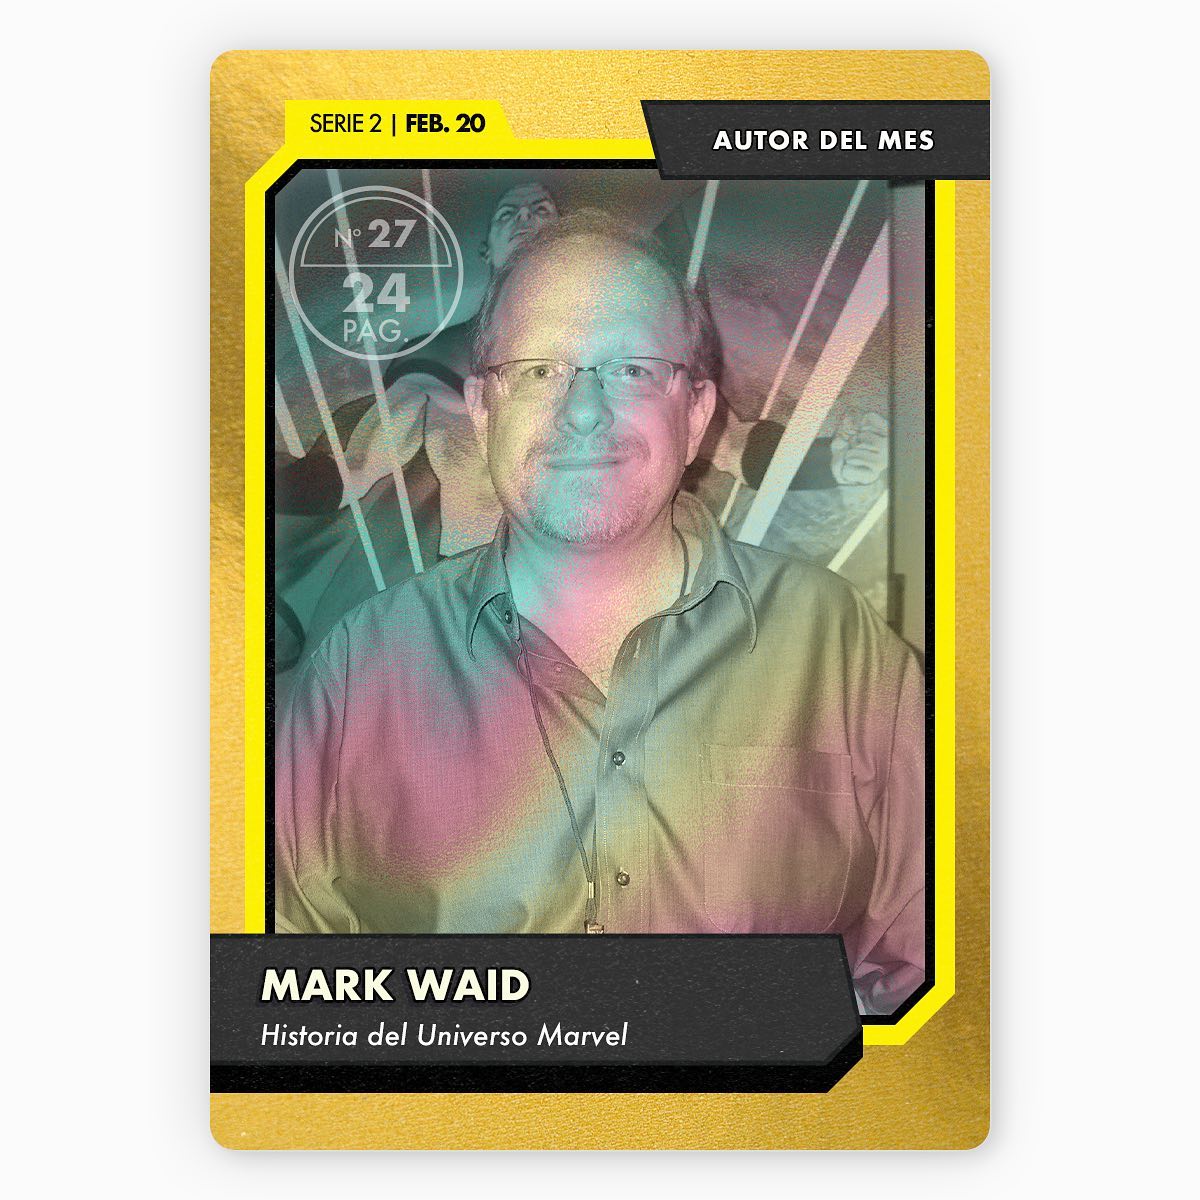 SERIE 2 | FEB. 20
AUTOR DEL MES
Nº 27
24
PAG.
MARK WAID
Historia del Universo Marvel